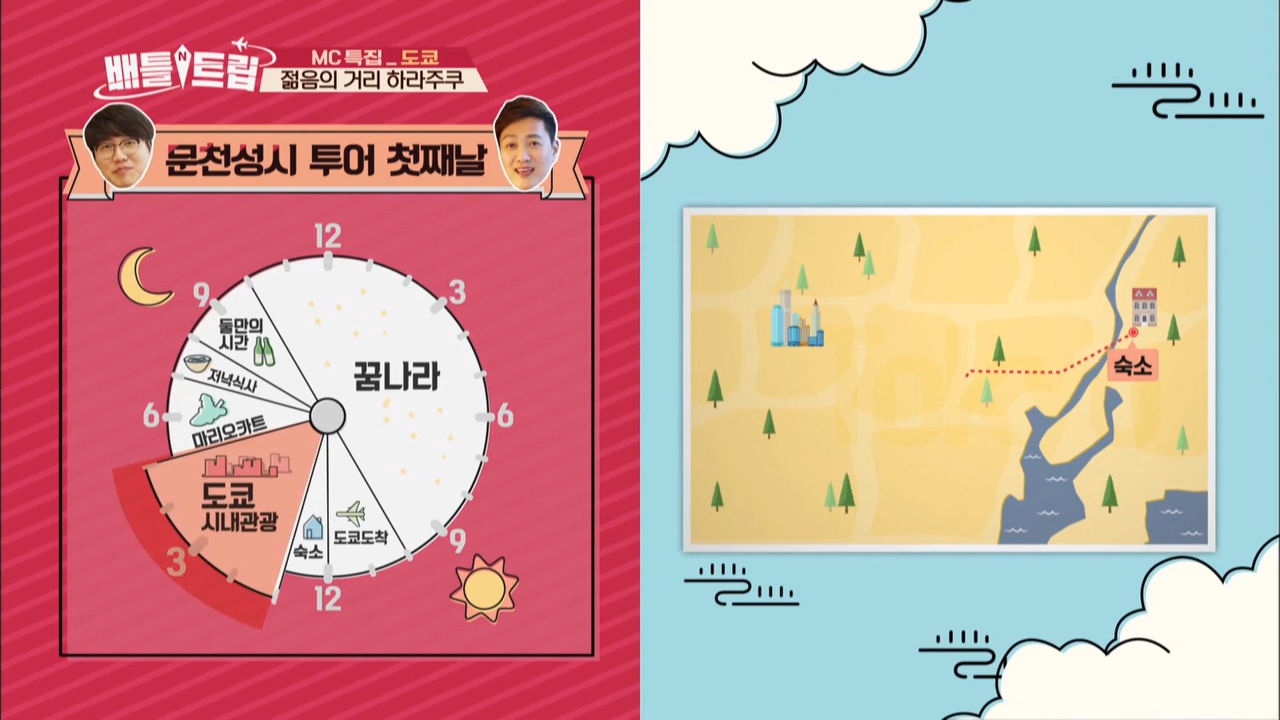 배틀 N 트립
MC 특집 _ 도쿄
젊음의 거리 하라주쿠
문천성시 투어 첫째날
12
9
3
둘만의
시간
꿈나라
저녁식사
6
6
마리오카트
도쿄
시내관광
도쿄도착
숙소
3
9
12
숙소